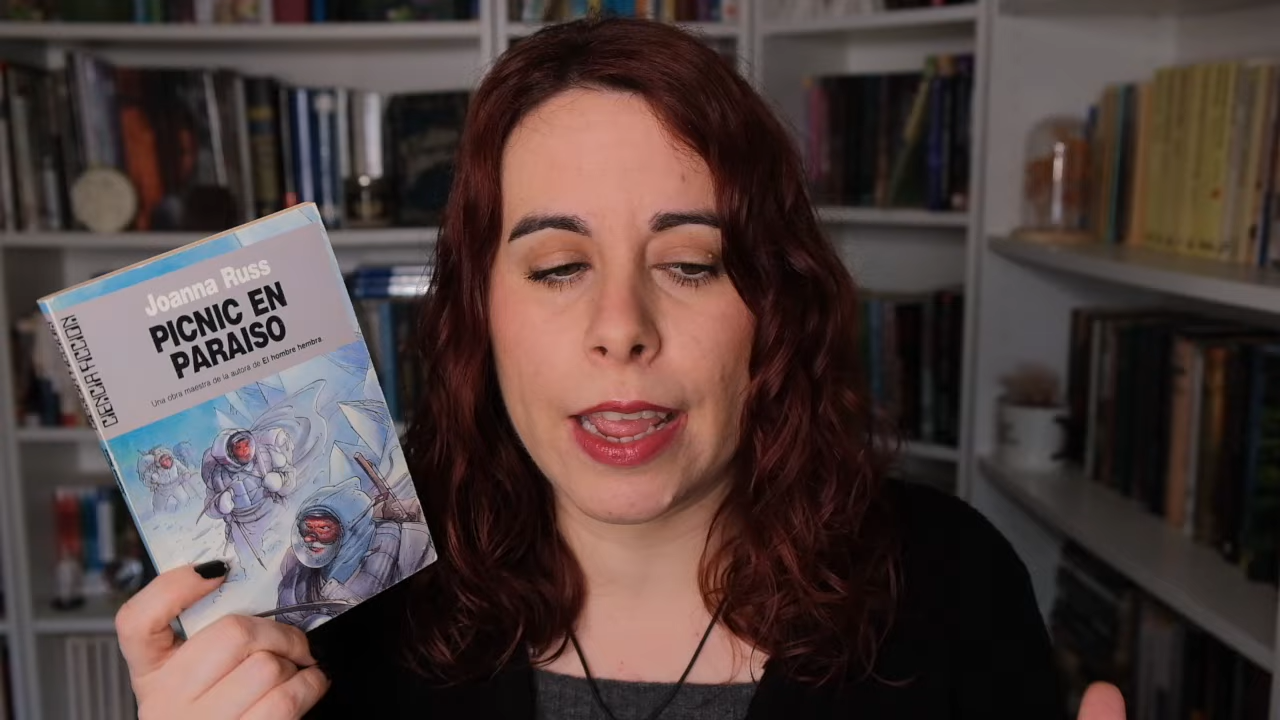 Joanna Russ
PICNIC EN
PARAISO
Una obra maestra de la autora de El hombre hembra
CIENCIA FICCION